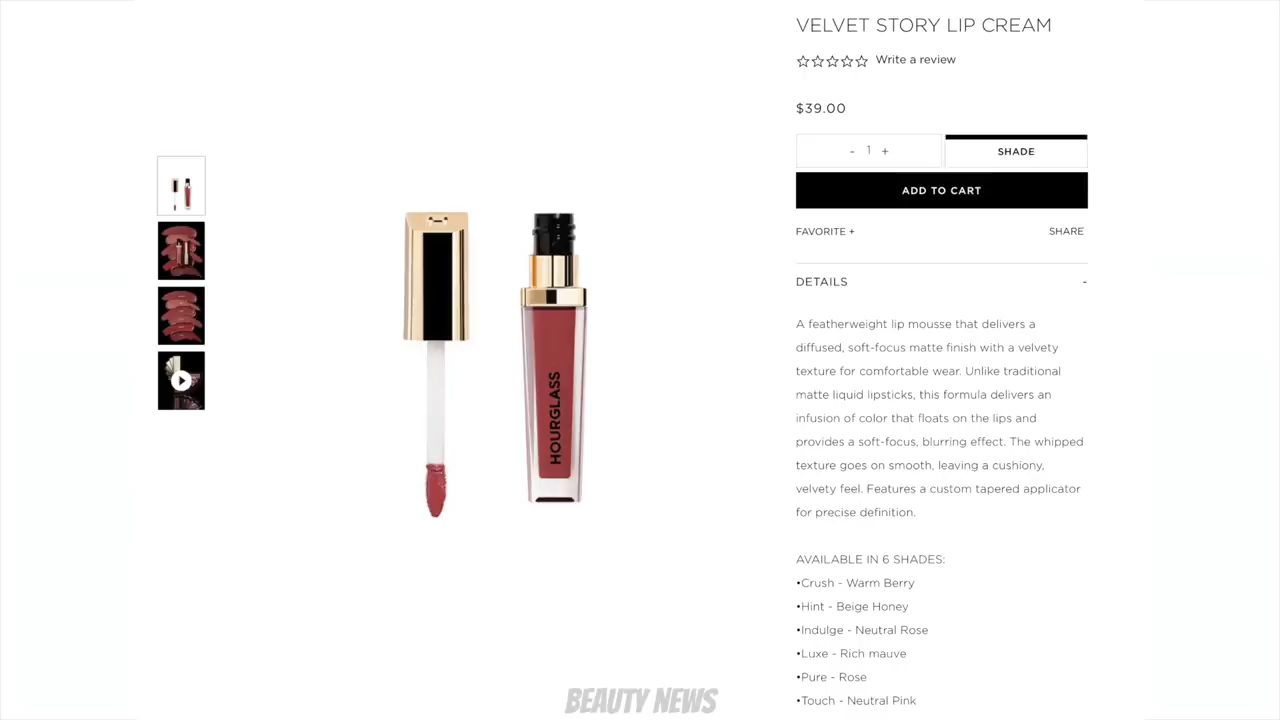 VELVET STORY LIP CREAM
Write a review
$39.00
- 1 +
SHADE
ADD TO CART
FAVORITE +
SHARE
DETAILS
-
A featherweight lip mousse that delivers a
diffused, soft-focus matte finish with a velvety
texture for comfortable wear. Unlike traditional
matte liquid lipsticks, this formula delivers an
infusion of color that floats on the lips and
provides a soft-focus, blurring effect. The whipped
texture goes on smooth, leaving a cushiony,
velvety feel. Features a custom tapered applicator
for precise definition.
AVAILABLE IN 6 SHADES:
•Crush - Warm Berry
•Hint - Beige Honey
•Indulge - Neutral Rose
•Luxe - Rich mauve
•Pure - Rose
•Touch - Neutral Pink
HOURGLASS
BEAUTY NEWS